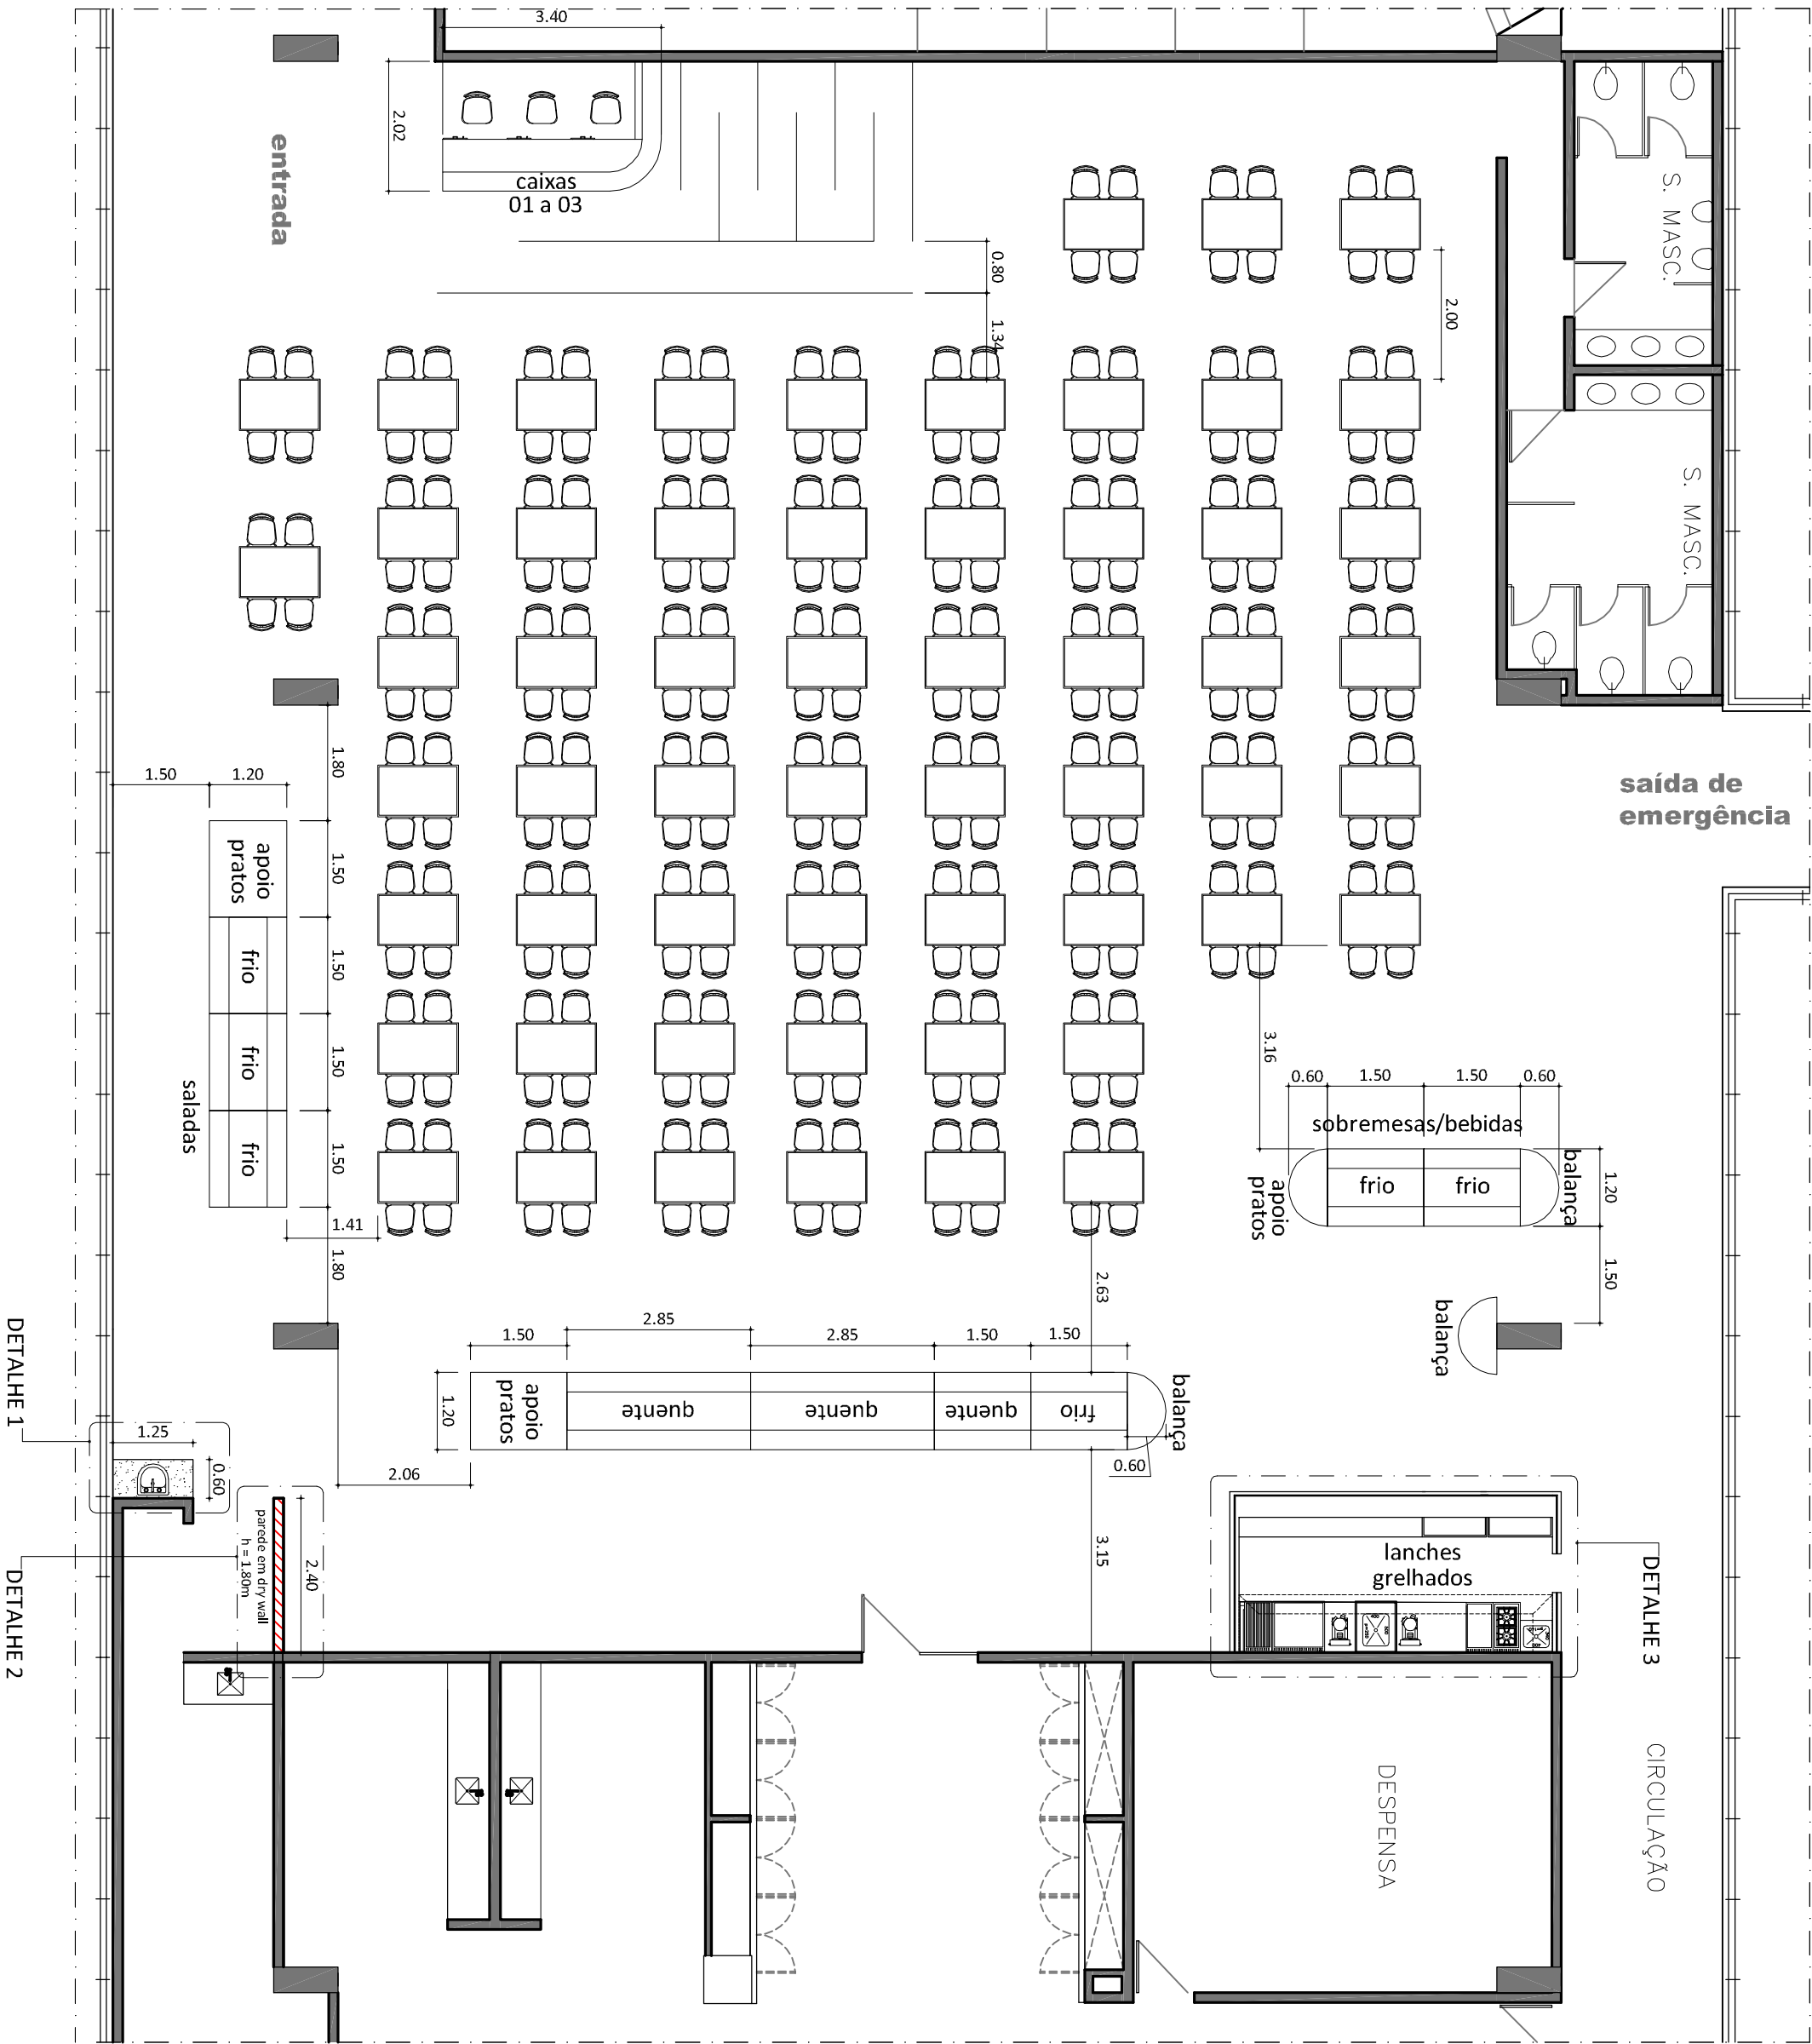 3.40
2.02
entrada
caixas
01 a 03
0.80
1.34
2.00
S. MASC.
S. MASC.
saída de
emergência
1.50
1.20
1.80
1.50
1.50
1.50
1.50
1.80
apoio
pratos
frio
frio
frio
saladas
1.41
3.16
0.60
1.50
1.50
0.60
sobremesas/bebidas
apoio
pratos
frio
frio
balança
1.20
1.50
balança
2.63
1.50
2.85
2.85
1.50
1.50
1.20
apoio
pratos
quente
quente
quente
frio
balança
0.60
2.06
3.15
DETALHE 1
1.25
0.60
DETALHE 2
parede em dry wall
h = 1.80m
2.40
lanches
grelhados
DETALHE 3
CIRCULAÇÃO
DESPENSA